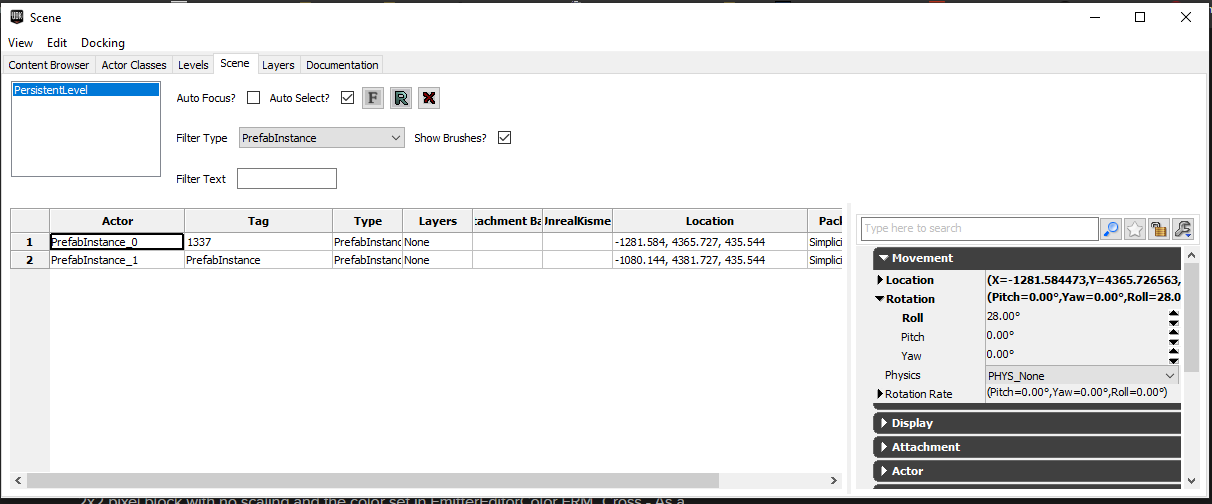 Scene
View Edit Docking
Content Browser Actor Classes Levels Scene Layers Documentation
PersistentLevel
Auto Focus? Auto Select? F R
Filter Type PrefabInstance Show Brushes?
Filter Text
Actor Tag Type Layers tachment Ba UnrealKisme Location Pack
1 PrefabInstance_0 1337 PrefabInstanc None -1281.584, 4365.727, 435.544 Simplici
2 PrefabInstance_1 PrefabInstance PrefabInstanc None -1080.144, 4381.727, 435.544 Simplici
Type here to search
Movement
Location (X=-1281.584473,Y=4365.726563,
Rotation (Pitch=0.00°,Yaw=0.00°,Roll=28.0
Roll 28.00°
Pitch 0.00°
Yaw 0.00°
Physics PHYS_None
Rotation Rate (Pitch=0.00°,Yaw=0.00°,Roll=0.00°)
Display
Attachment
Actor
2x2 pixel block with no scaling and the color set in EmitterEditorColor ERM_Cross - As a